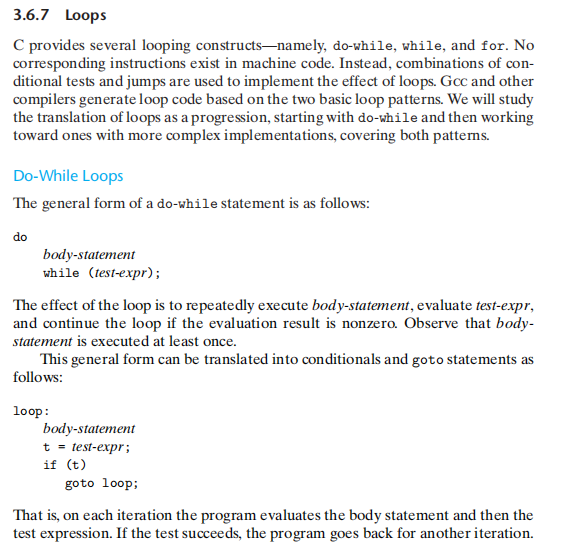 3.6.7 Loops
C provides several looping constructs—namely, do-while, while, and for. No
corresponding instructions exist in machine code. Instead, combinations of con-
ditional tests and jumps are used to implement the effect of loops. Gcc and other
compilers generate loop code based on the two basic loop patterns. We will study
the translation of loops as a progression, starting with do-while and then working
toward ones with more complex implementations, covering both patterns.
Do-While Loops
The general form of a do-while statement is as follows:
do
body-statement
while (test-expr);
The effect of the loop is to repeatedly execute body-statement, evaluate test-expr,
and continue the loop if the evaluation result is nonzero. Observe that body-
statement is executed at least once.
This general form can be translated into conditionals and goto statements as
follows:
loop:
body-statement
t = test-expr;
if (t)
goto loop;
That is, on each iteration the program evaluates the body statement and then the
test expression. If the test succeeds, the program goes back for another iteration.